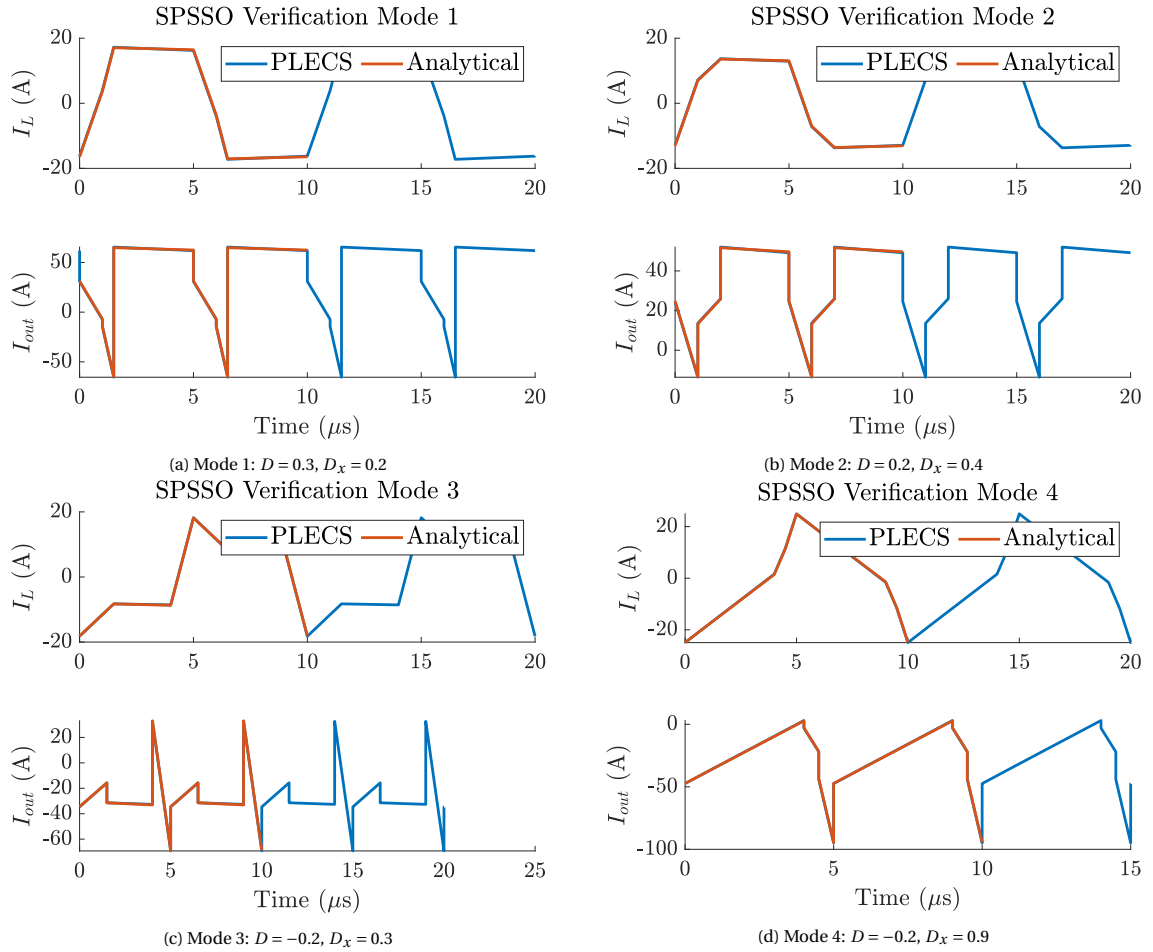 SPSSO Verification Mode 1
I_L (A)
20
0
-20
PLECS Analytical
0 5 10 15 20
I_out (A)
50
0
-50
0 5 10 15 20
Time (μs)
(a) Mode 1: D = 0.3, D_x = 0.2
SPSSO Verification Mode 2
I_L (A)
20
0
-20
PLECS Analytical
0 5 10 15 20
I_out (A)
40
20
0
0 5 10 15 20
Time (μs)
(b) Mode 2: D = 0.2, D_x = 0.4
SPSSO Verification Mode 3
I_L (A)
20
0
-20
PLECS Analytical
0 5 10 15 20
I_out (A)
20
0
-20
-40
-60
0 5 10 15 20 25
Time (μs)
(c) Mode 3: D = −0.2, D_x = 0.3
SPSSO Verification Mode 4
I_L (A)
20
0
-20
PLECS Analytical
0 5 10 15 20
I_out (A)
0
-50
-100
0 5 10 15
Time (μs)
(d) Mode 4: D = −0.2, D_x = 0.9